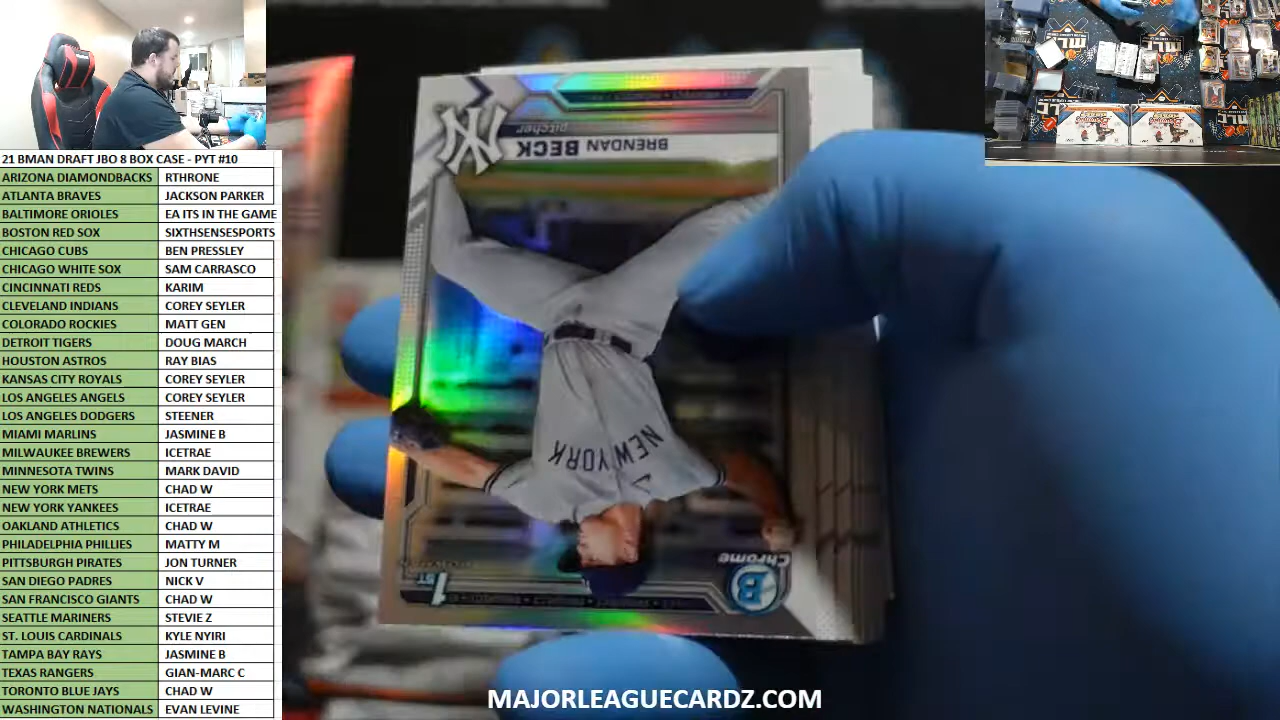 21 BMAN DRAFT JBO 8 BOX CASE - PYT #10
ARIZONA DIAMONDBACKS RTHRONE
ATLANTA BRAVES JACKSON PARKER
BALTIMORE ORIOLES EA ITS IN THE GAME
BOSTON RED SOX SIXTHSENSESPORTS
CHICAGO CUBS BEN PRESSLEY
CHICAGO WHITE SOX SAM CARRASCO
CINCINNATI REDS KARIM
CLEVELAND INDIANS COREY SEYLER
COLORADO ROCKIES MATT GEN
DETROIT TIGERS DOUG MARCH
HOUSTON ASTROS RAY BIAS
KANSAS CITY ROYALS COREY SEYLER
LOS ANGELES ANGELS COREY SEYLER
LOS ANGELES DODGERS STEENER
MIAMI MARLINS JASMINE B
MILWAUKEE BREWERS ICETRAE
MINNESOTA TWINS MARK DAVID
NEW YORK METS CHAD W
NEW YORK YANKEES ICETRAE
OAKLAND ATHLETICS CHAD W
PHILADELPHIA PHILLIES MATTY M
PITTSBURGH PIRATES JON TURNER
SAN DIEGO PADRES NICK V
SAN FRANCISCO GIANTS CHAD W
SEATTLE MARINERS STEVIE Z
ST. LOUIS CARDINALS KYLE NYIRI
TAMPA BAY RAYS JASMINE B
TEXAS RANGERS GIAN-MARC C
TORONTO BLUE JAYS CHAD W
WASHINGTON NATIONALS EVAN LEVINE
NY
pitcher
BRENDAN BECK
NEW YORK
Chrome
B
1ST
MLC
MAJORLEAGUECARDZ.COM